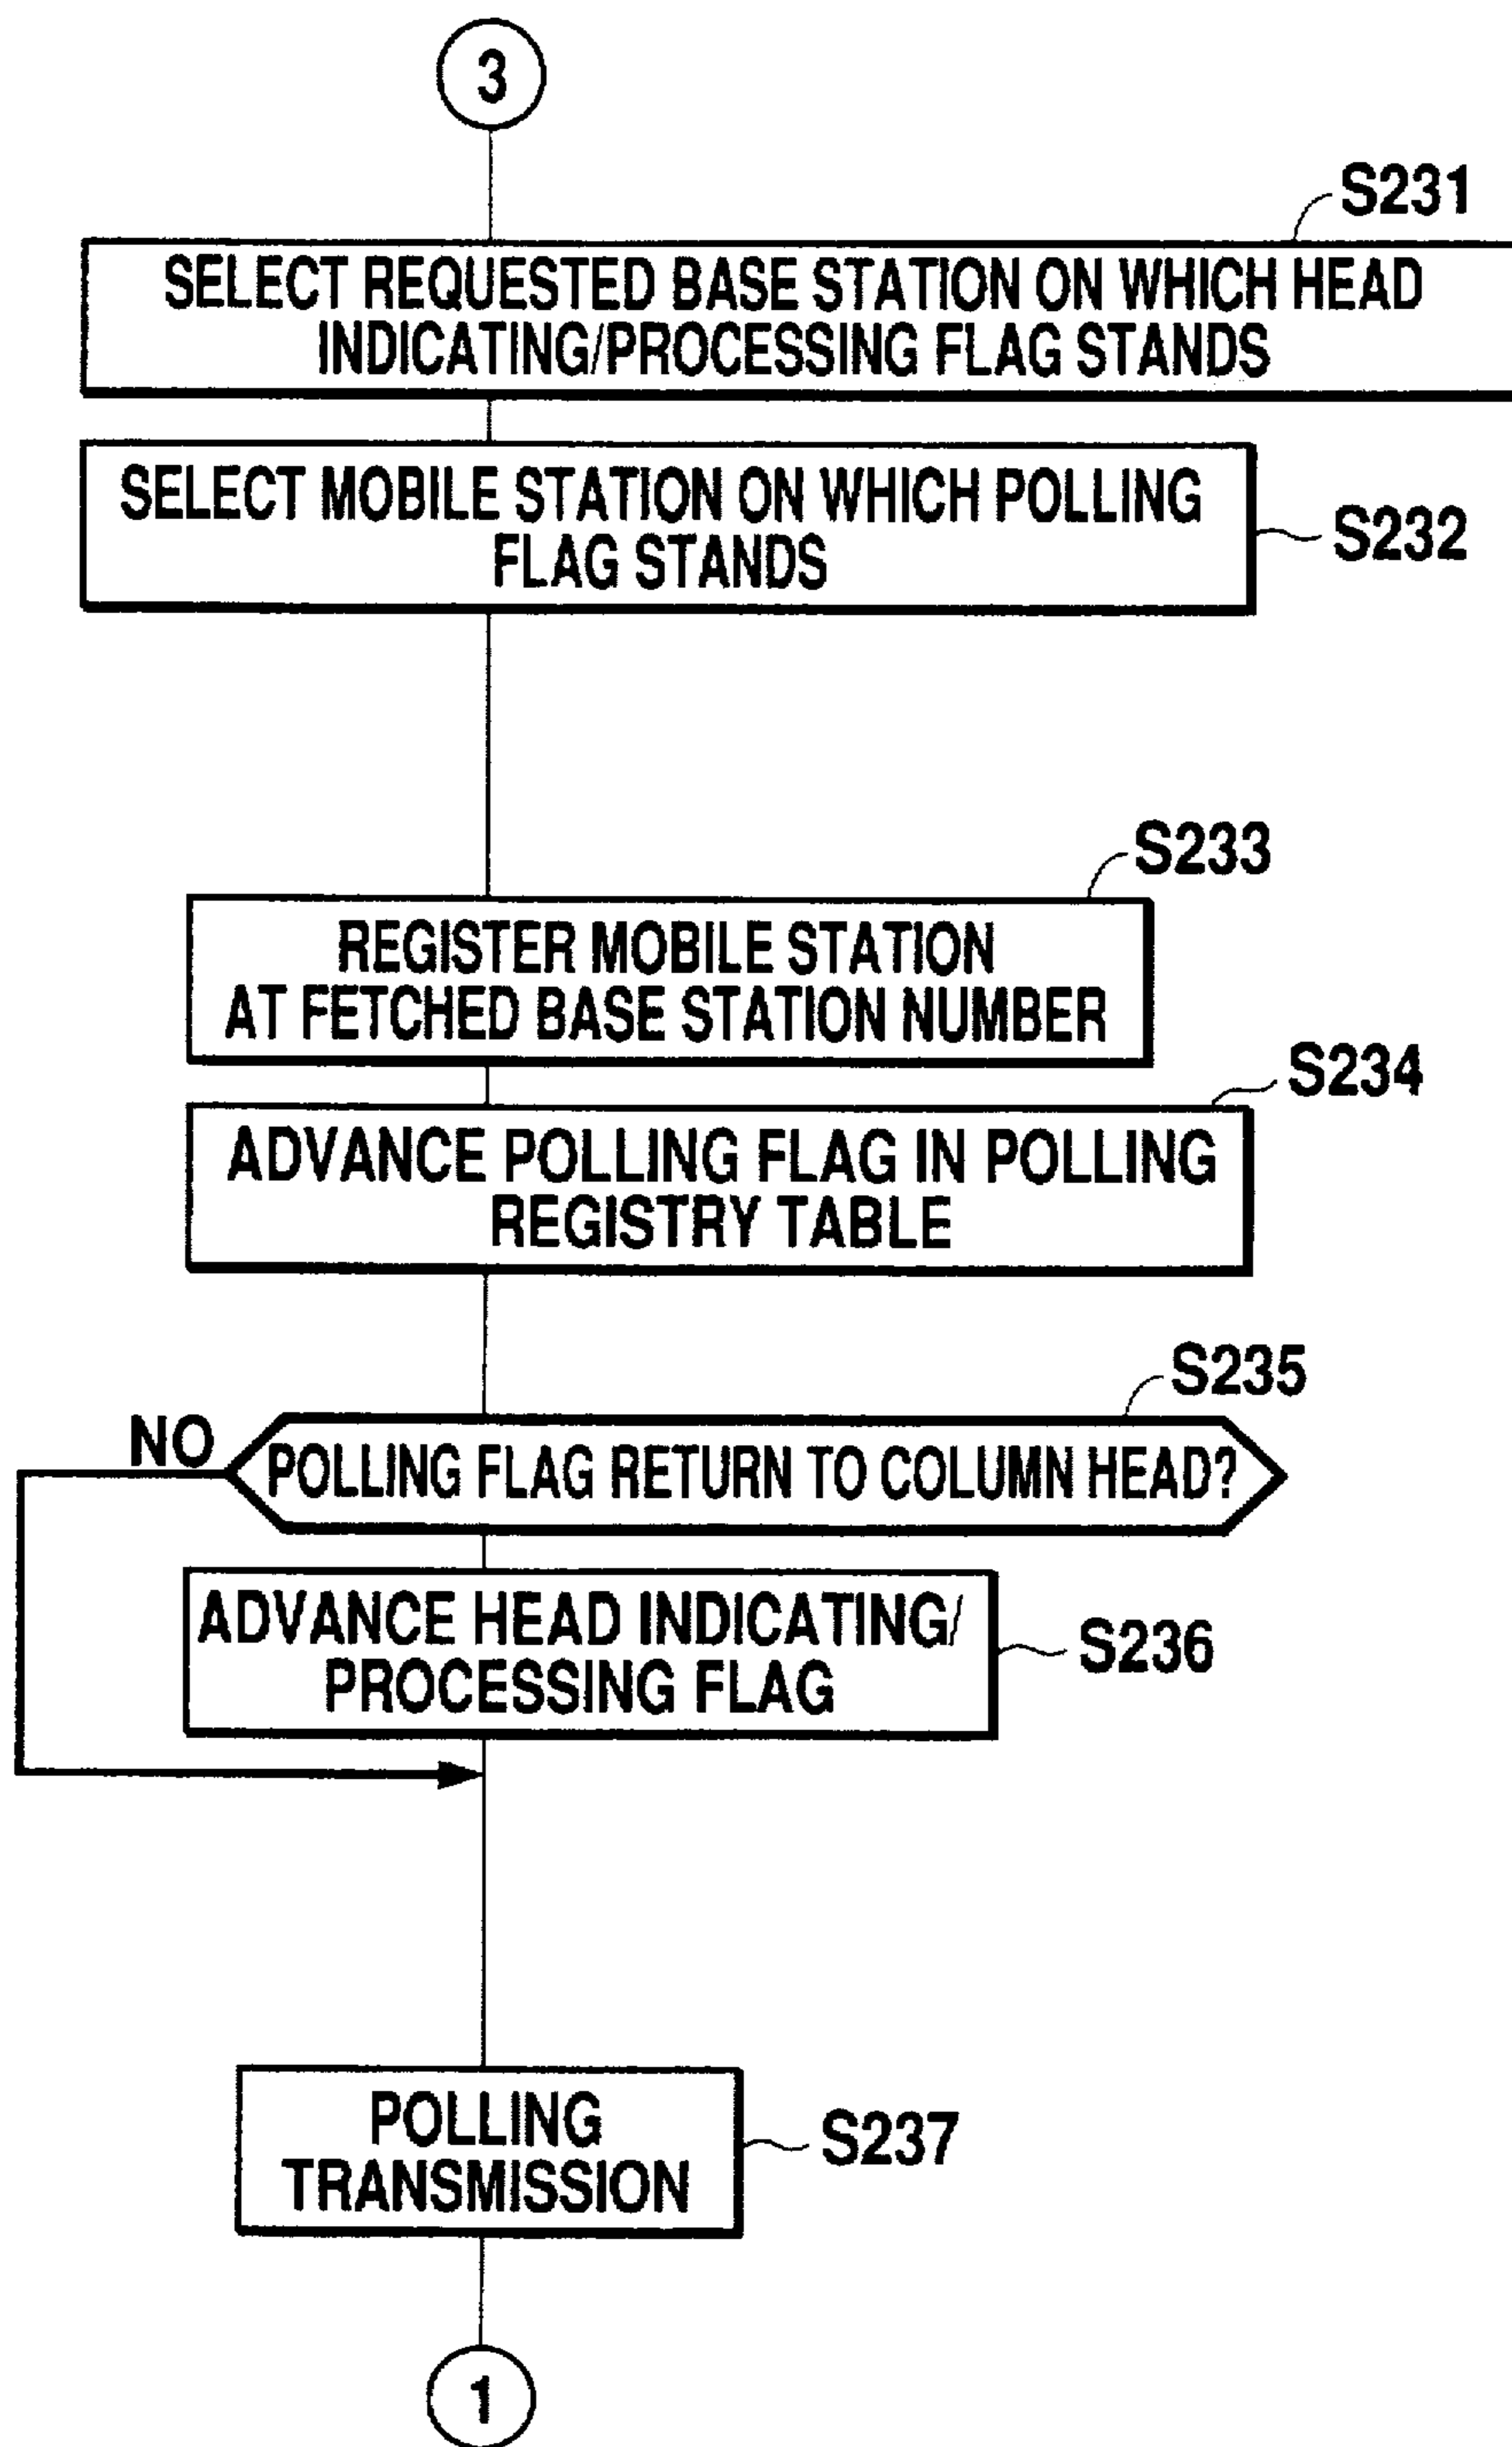 3
S231
SELECT REQUESTED BASE STATION ON WHICH HEAD
INDICATING/PROCESSING FLAG STANDS
SELECT MOBILE STATION ON WHICH POLLING
FLAG STANDS
S232
S233
REGISTER MOBILE STATION
AT FETCHED BASE STATION NUMBER
S234
ADVANCE POLLING FLAG IN POLLING
REGISTRY TABLE
S235
NO
POLLING FLAG RETURN TO COLUMN HEAD?
ADVANCE HEAD INDICATING/
PROCESSING FLAG
S236
POLLING
TRANSMISSION
S237
1